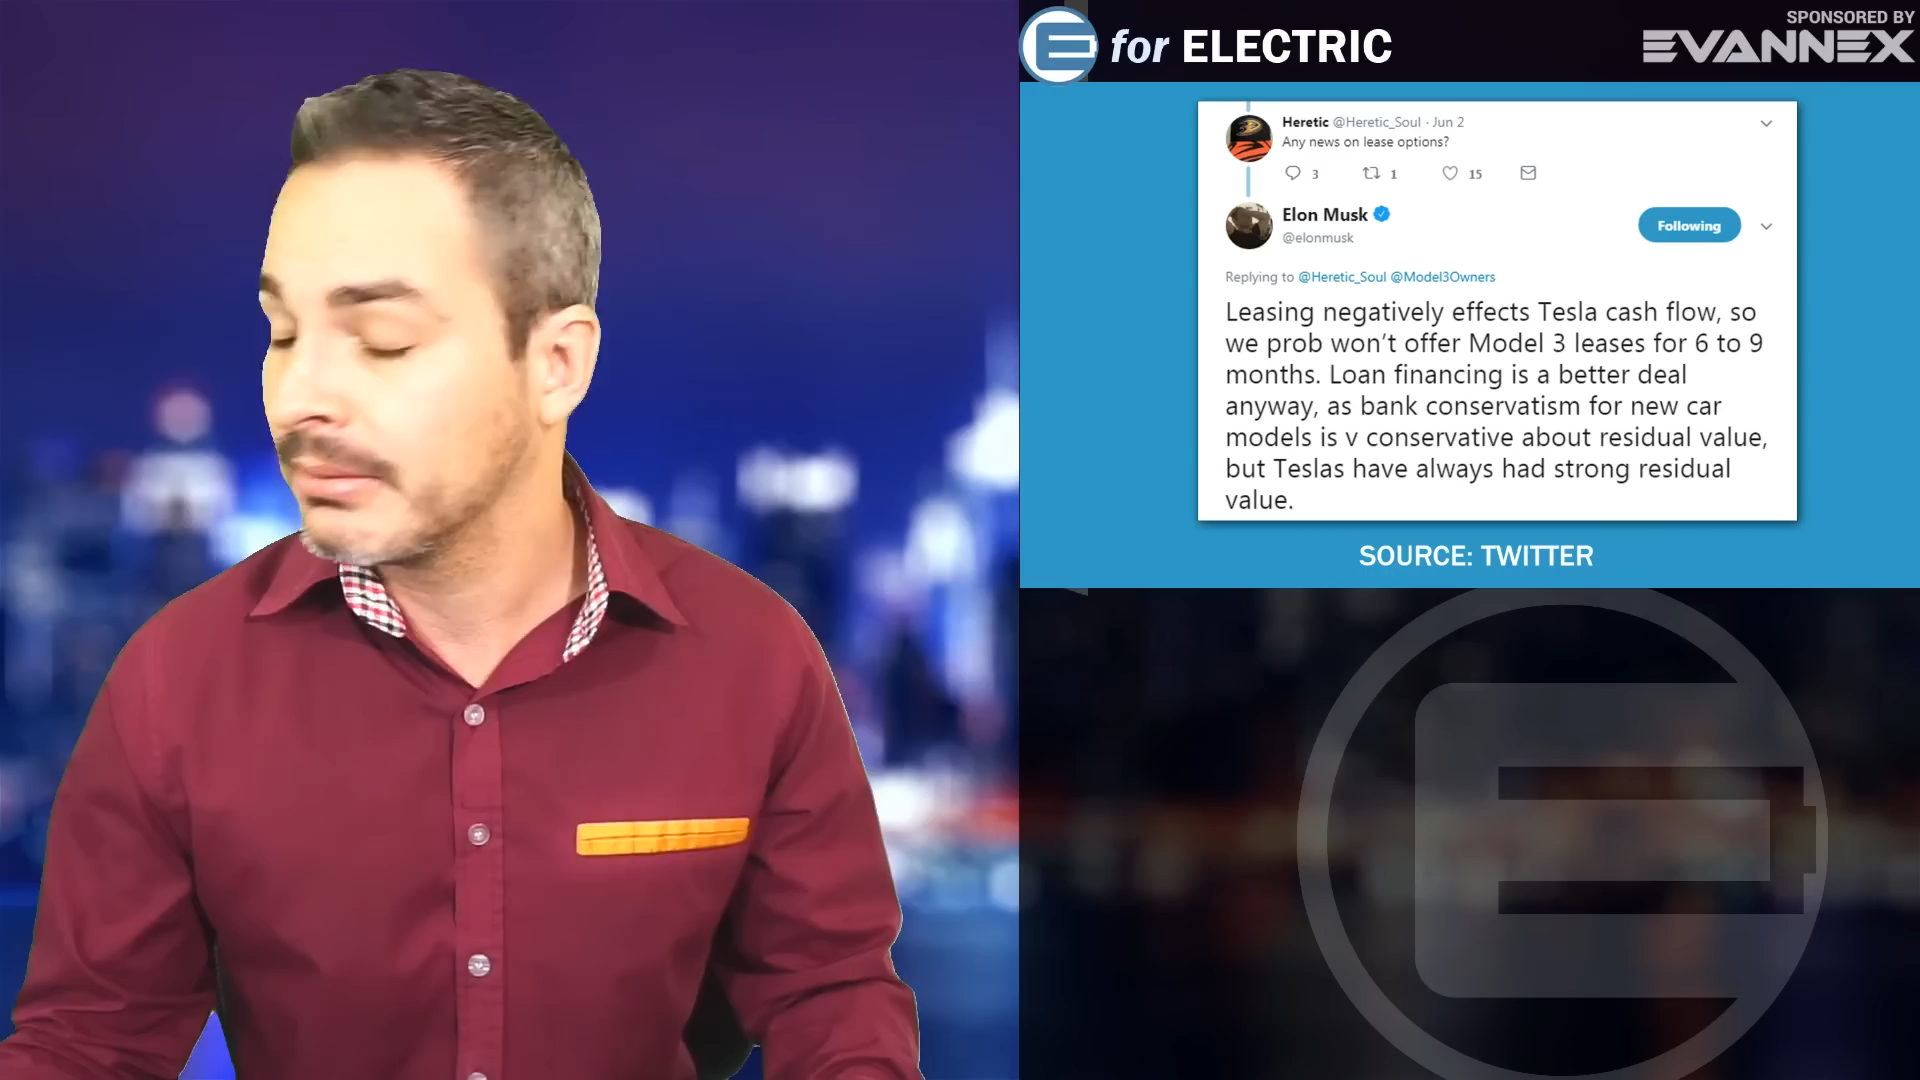 for ELECTRIC
SPONSORED BY
EVANNEX
Heretic @Heretic_Soul · Jun 2
Any news on lease options?
3 1 15
Elon Musk
@elonmusk
Following
Replying to @Heretic_Soul @Model3Owners
Leasing negatively effects Tesla cash flow, so
we prob won’t offer Model 3 leases for 6 to 9
months. Loan financing is a better deal
anyway, as bank conservatism for new car
models is v conservative about residual value,
but Teslas have always had strong residual
value.
SOURCE: TWITTER